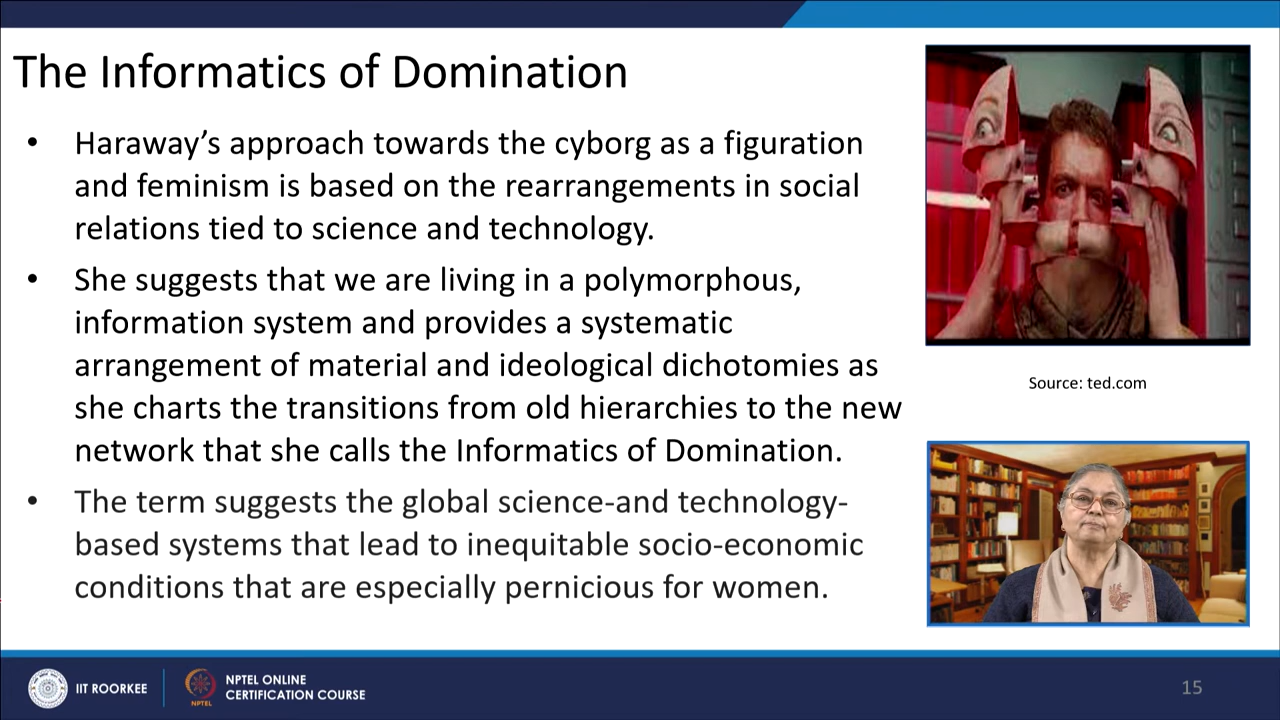 The Informatics of Domination
• Haraway’s approach towards the cyborg as a figuration
and feminism is based on the rearrangements in social
relations tied to science and technology.
• She suggests that we are living in a polymorphous,
information system and provides a systematic
arrangement of material and ideological dichotomies as
she charts the transitions from old hierarchies to the new
network that she calls the Informatics of Domination.
• The term suggests the global science-and technology-
based systems that lead to inequitable socio-economic
conditions that are especially pernicious for women.
Source: ted.com
IIT ROORKEE
NPTEL
NPTEL ONLINE
CERTIFICATION COURSE
15